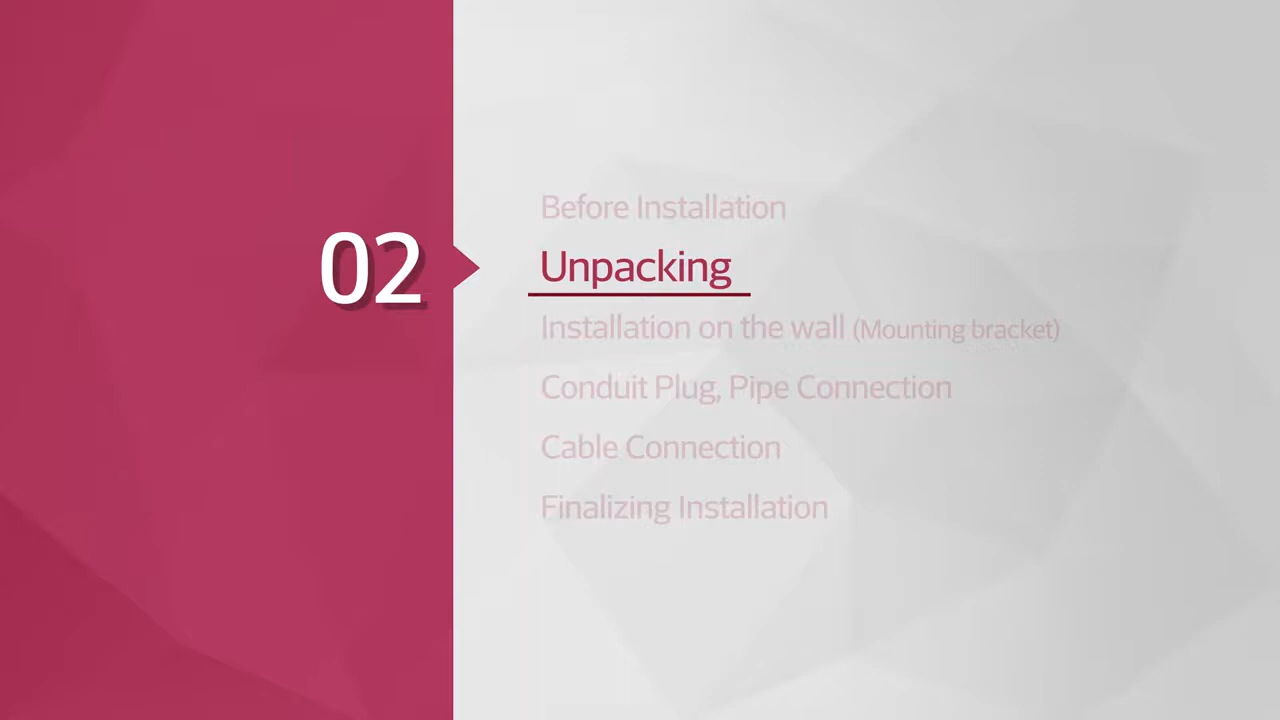 02
Before Installation
Unpacking
Installation on the wall (Mounting bracket)
Conduit Plug, Pipe Connection
Cable Connection
Finalizing Installation